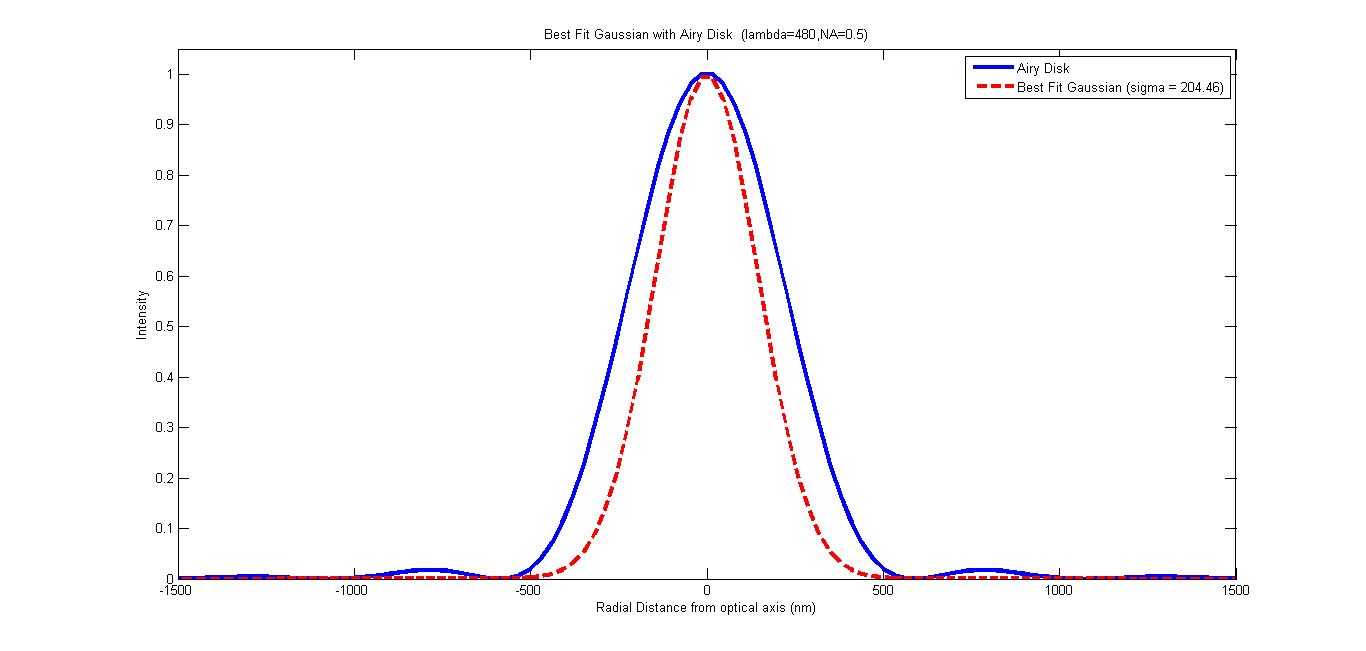 Best Fit Gaussian with Airy Disk  (lambda=480,NA=0.5)
Airy Disk
Best Fit Gaussian (sigma = 204.46)
1
0.9
0.8
0.7
0.6
0.5
0.4
0.3
0.2
0.1
0
Intensity
-1500 -1000 -500 0 500 1000 1500
Radial Distance from optical axis (nm)